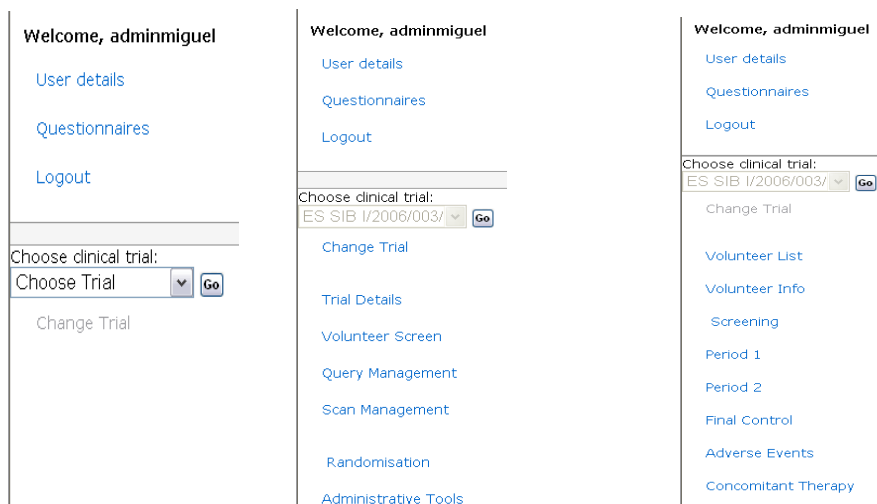 Welcome, adminmiguel
User details
Questionnaires
Logout
Choose clinical trial:
Choose Trial
Go
Change Trial
Welcome, adminmiguel
User details
Questionnaires
Logout
Choose clinical trial:
ES SIB I/2006/003/
Go
Change Trial
Trial Details
Volunteer Screen
Query Management
Scan Management
Randomisation
Administrative Tools
Welcome, adminmiguel
User details
Questionnaires
Logout
Choose clinical trial:
ES SIB I/2006/003/
Go
Change Trial
Volunteer List
Volunteer Info
Screening
Period 1
Period 2
Final Control
Adverse Events
Concomitant Therapy